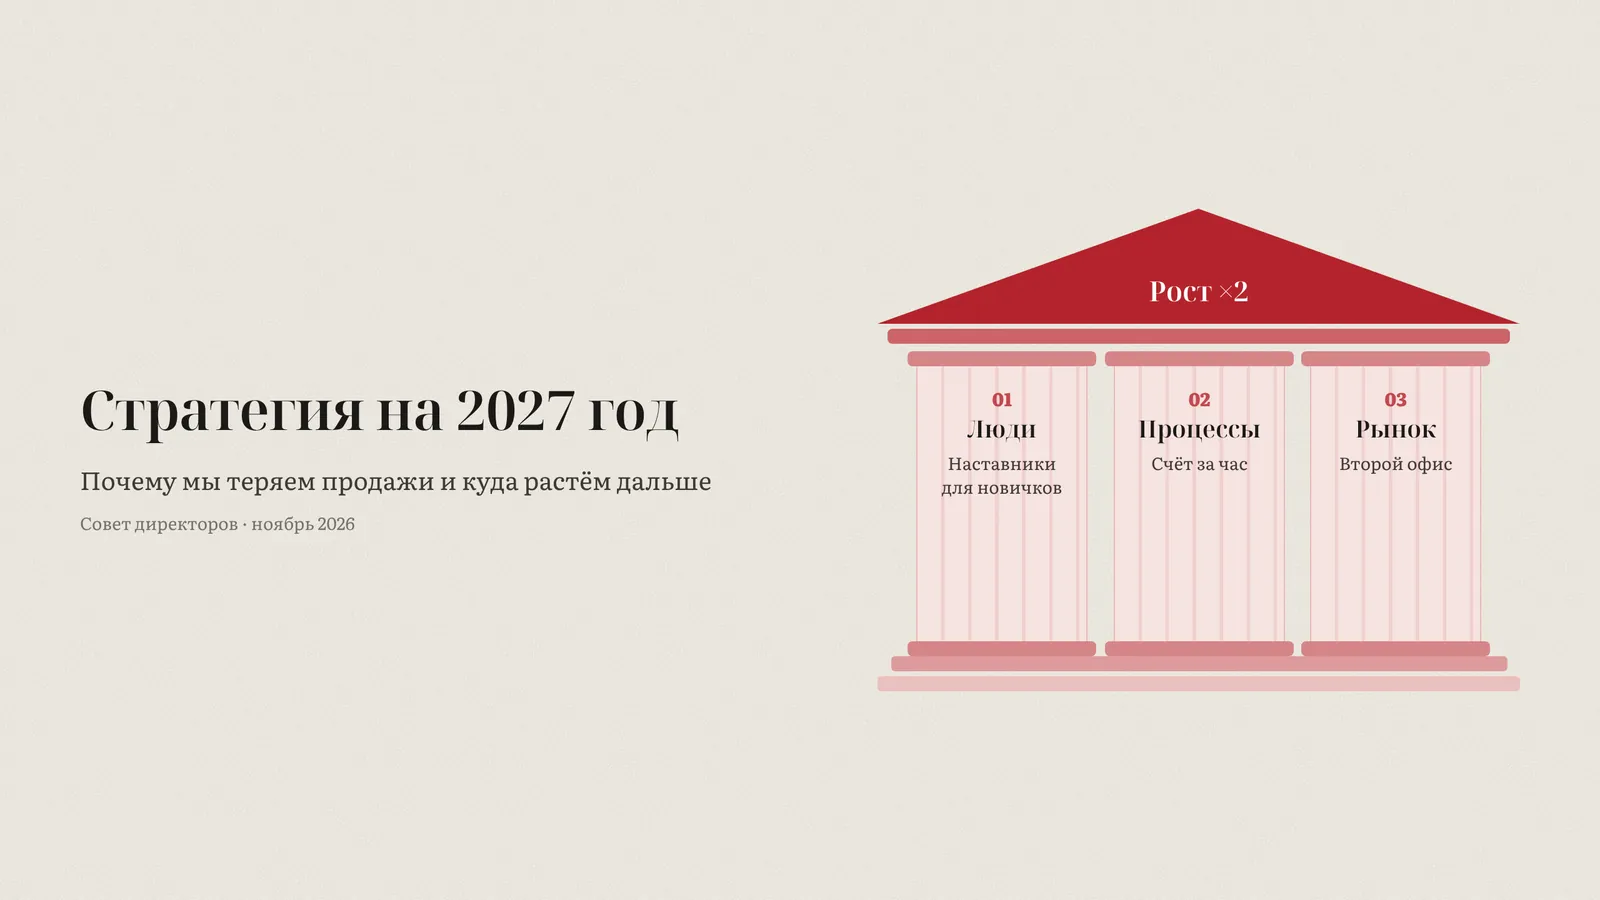 Стратегия на 2027 год
Почему мы теряем продажи и куда растём дальше
Совет директоров · ноябрь 2026
Рост ×2
01
Люди
Наставники
для новичков
02
Процессы
Счёт за час
03
Рынок
Второй офис